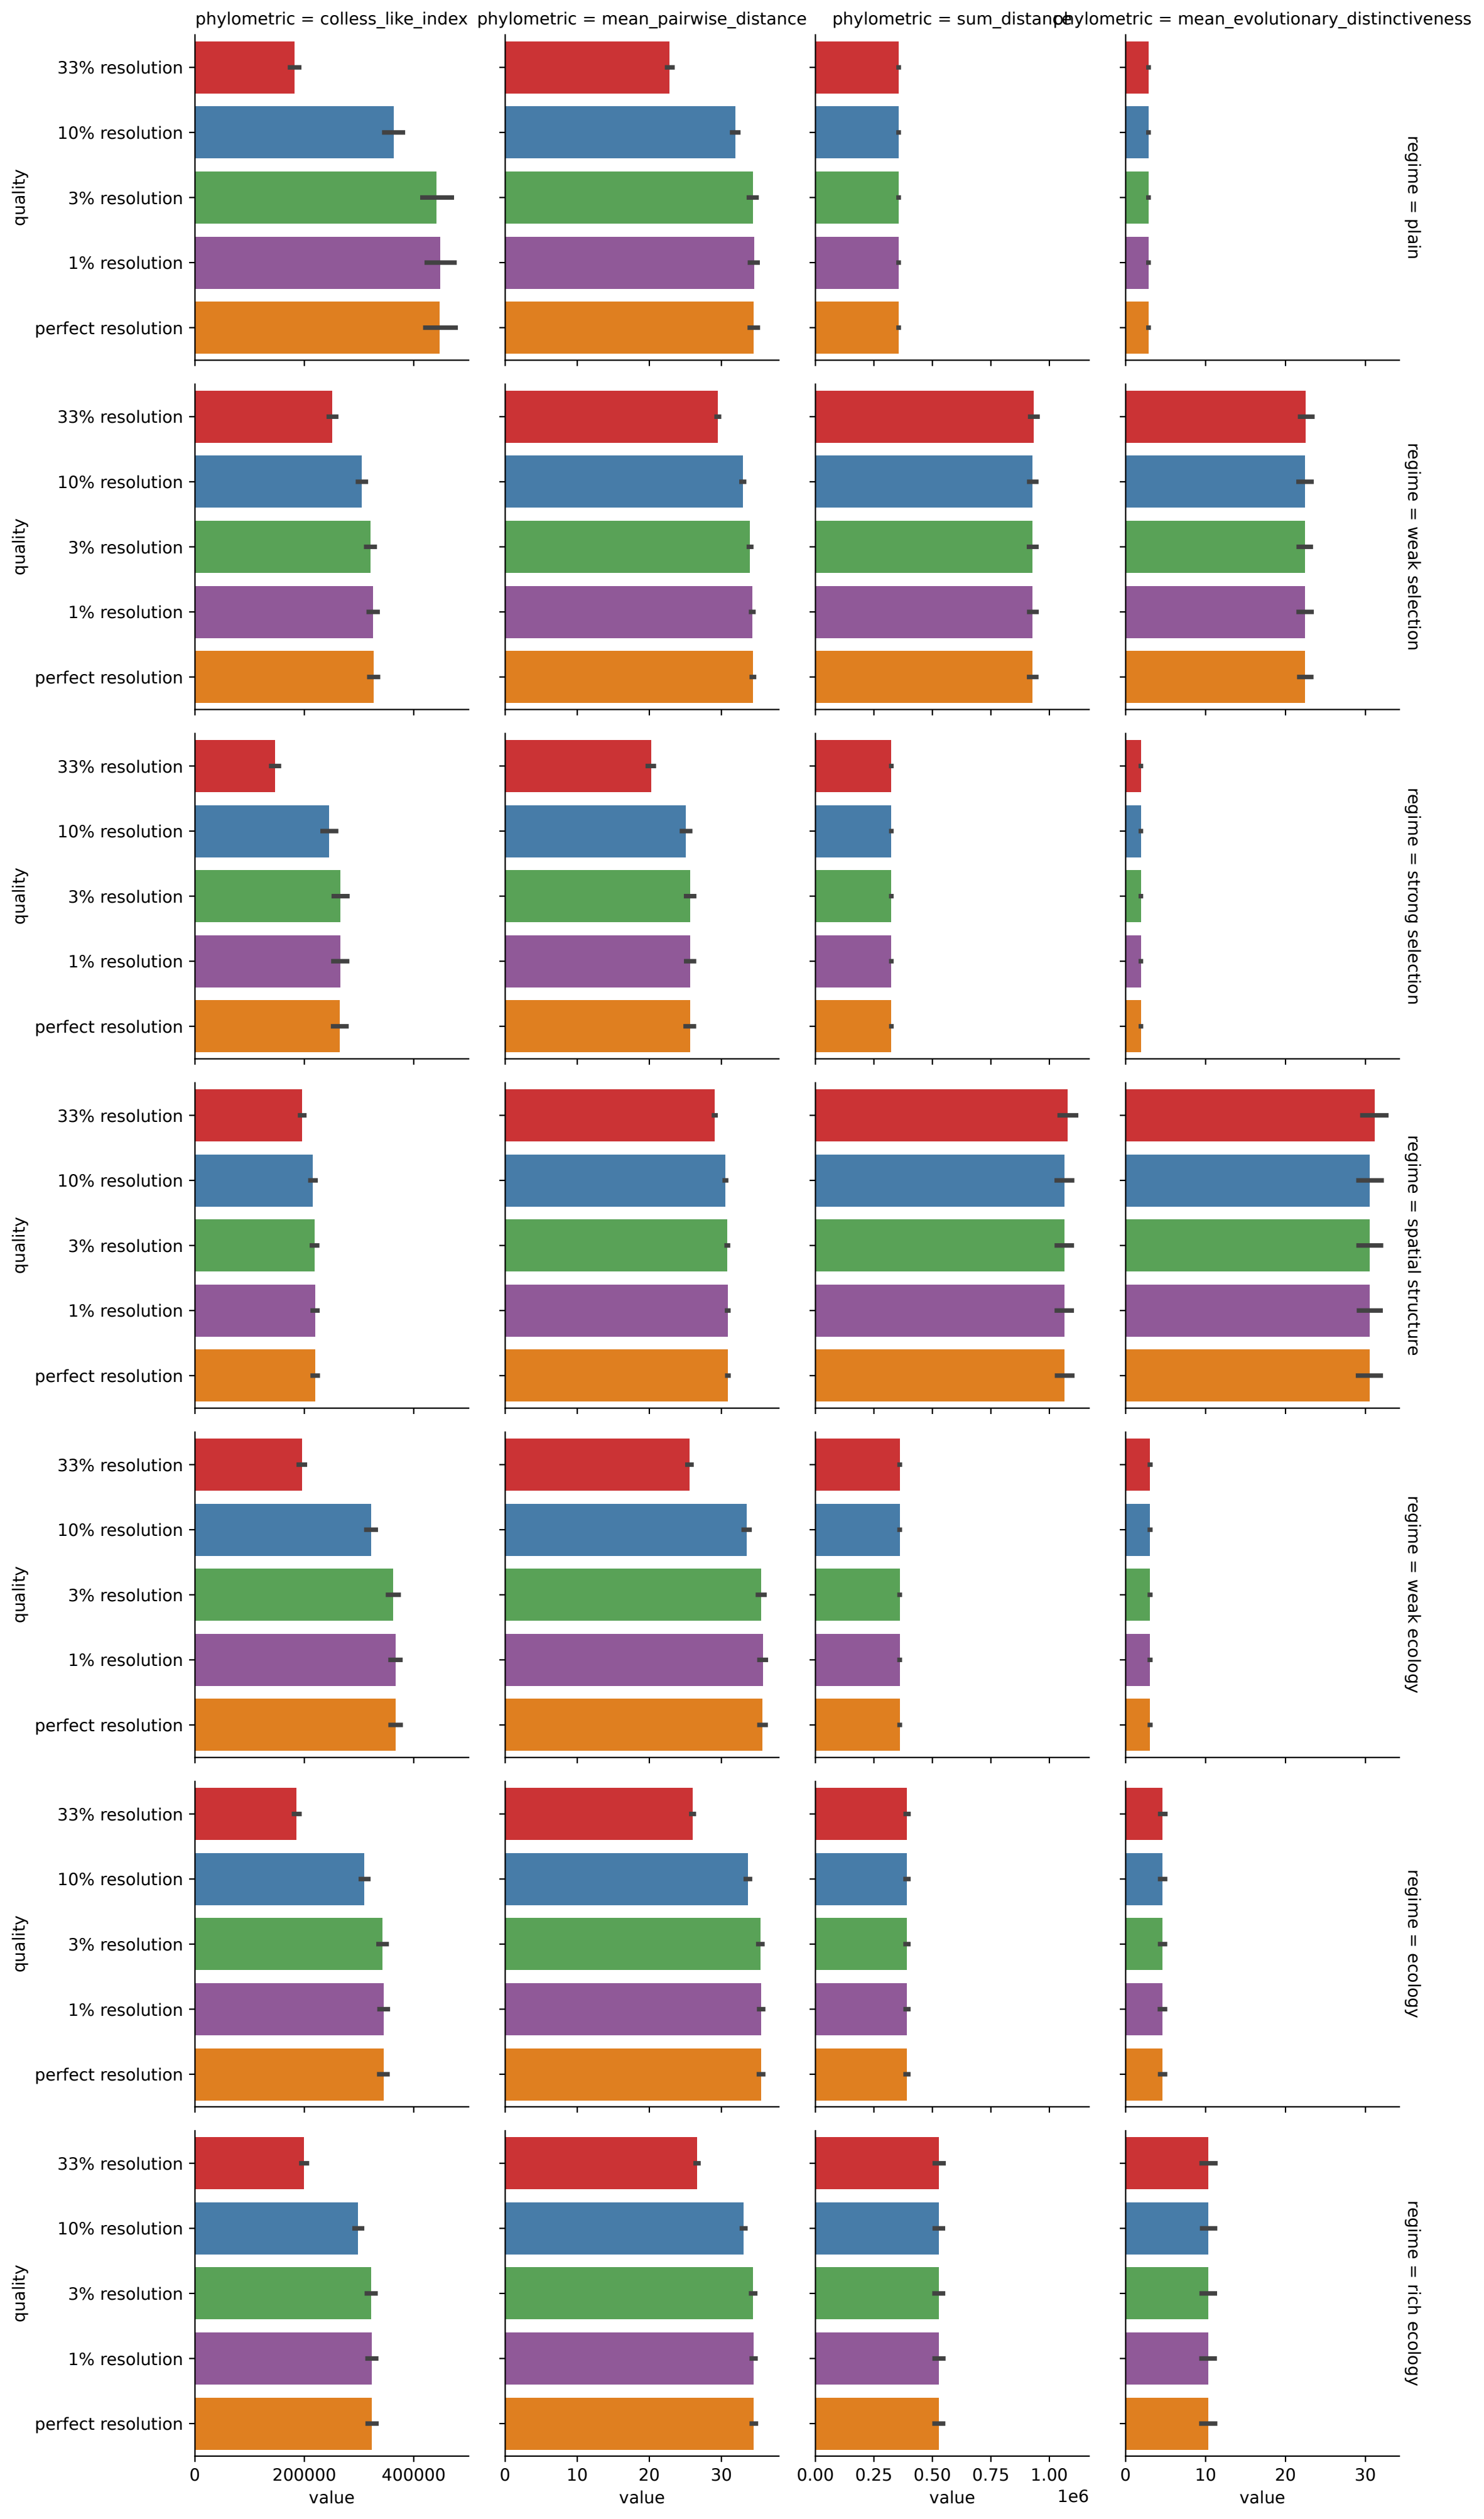 phylometric = colless_like_index
phylometric = mean_pairwise_distance
phylometric = sum_distance
phylometric = mean_evolutionary_distinctiveness
33% resolution
10% resolution
3% resolution
1% resolution
perfect resolution
quality
regime = plain
33% resolution
10% resolution
3% resolution
1% resolution
perfect resolution
quality
regime = weak selection
33% resolution
10% resolution
3% resolution
1% resolution
perfect resolution
quality
regime = strong selection
33% resolution
10% resolution
3% resolution
1% resolution
perfect resolution
quality
regime = spatial structure
33% resolution
10% resolution
3% resolution
1% resolution
perfect resolution
quality
regime = weak ecology
33% resolution
10% resolution
3% resolution
1% resolution
perfect resolution
quality
regime = ecology
33% resolution
10% resolution
3% resolution
1% resolution
perfect resolution
quality
regime = rich ecology
0 200000 400000
value
0 10 20 30
value
0.00 0.25 0.50 0.75 1.00
1e6
value
0 10 20 30
value